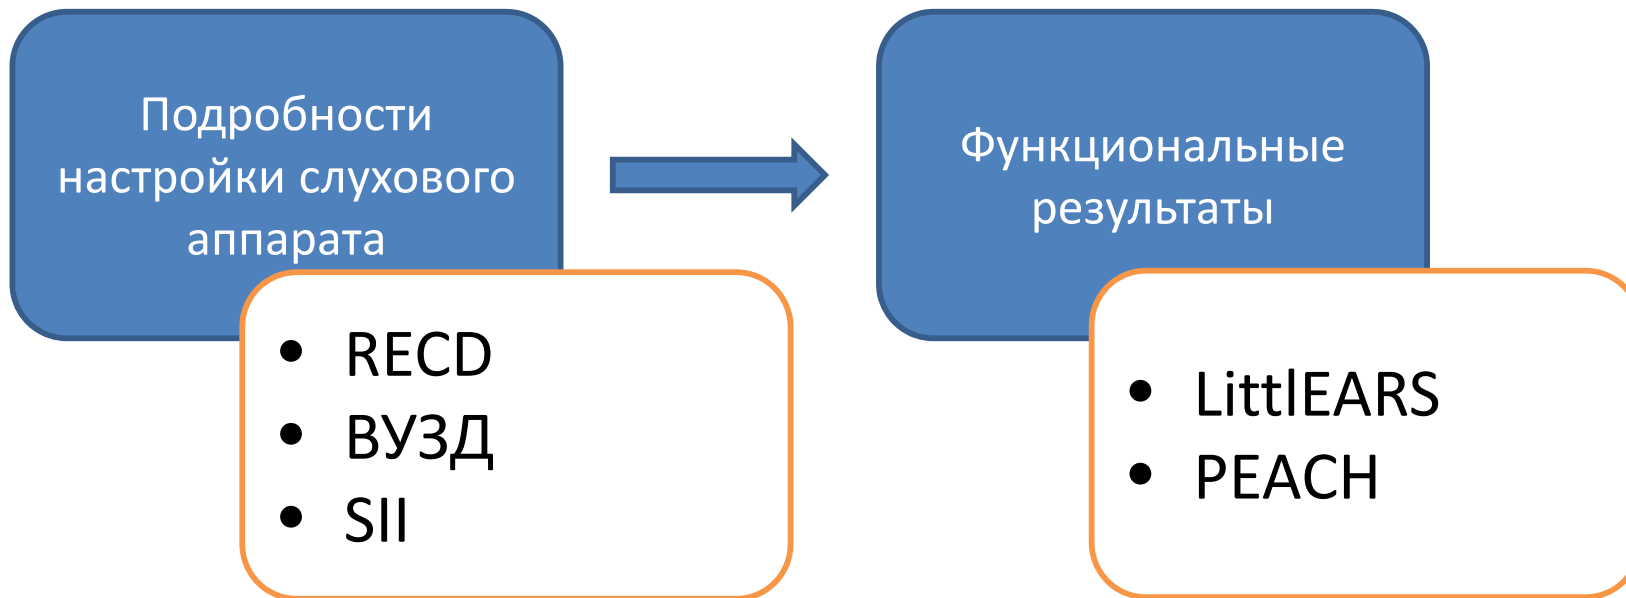 Подробности
настройки слухового
аппарата
• RECD
• ВУЗД
• SII
Функциональные
результаты
• LittlEARS
• PEACH